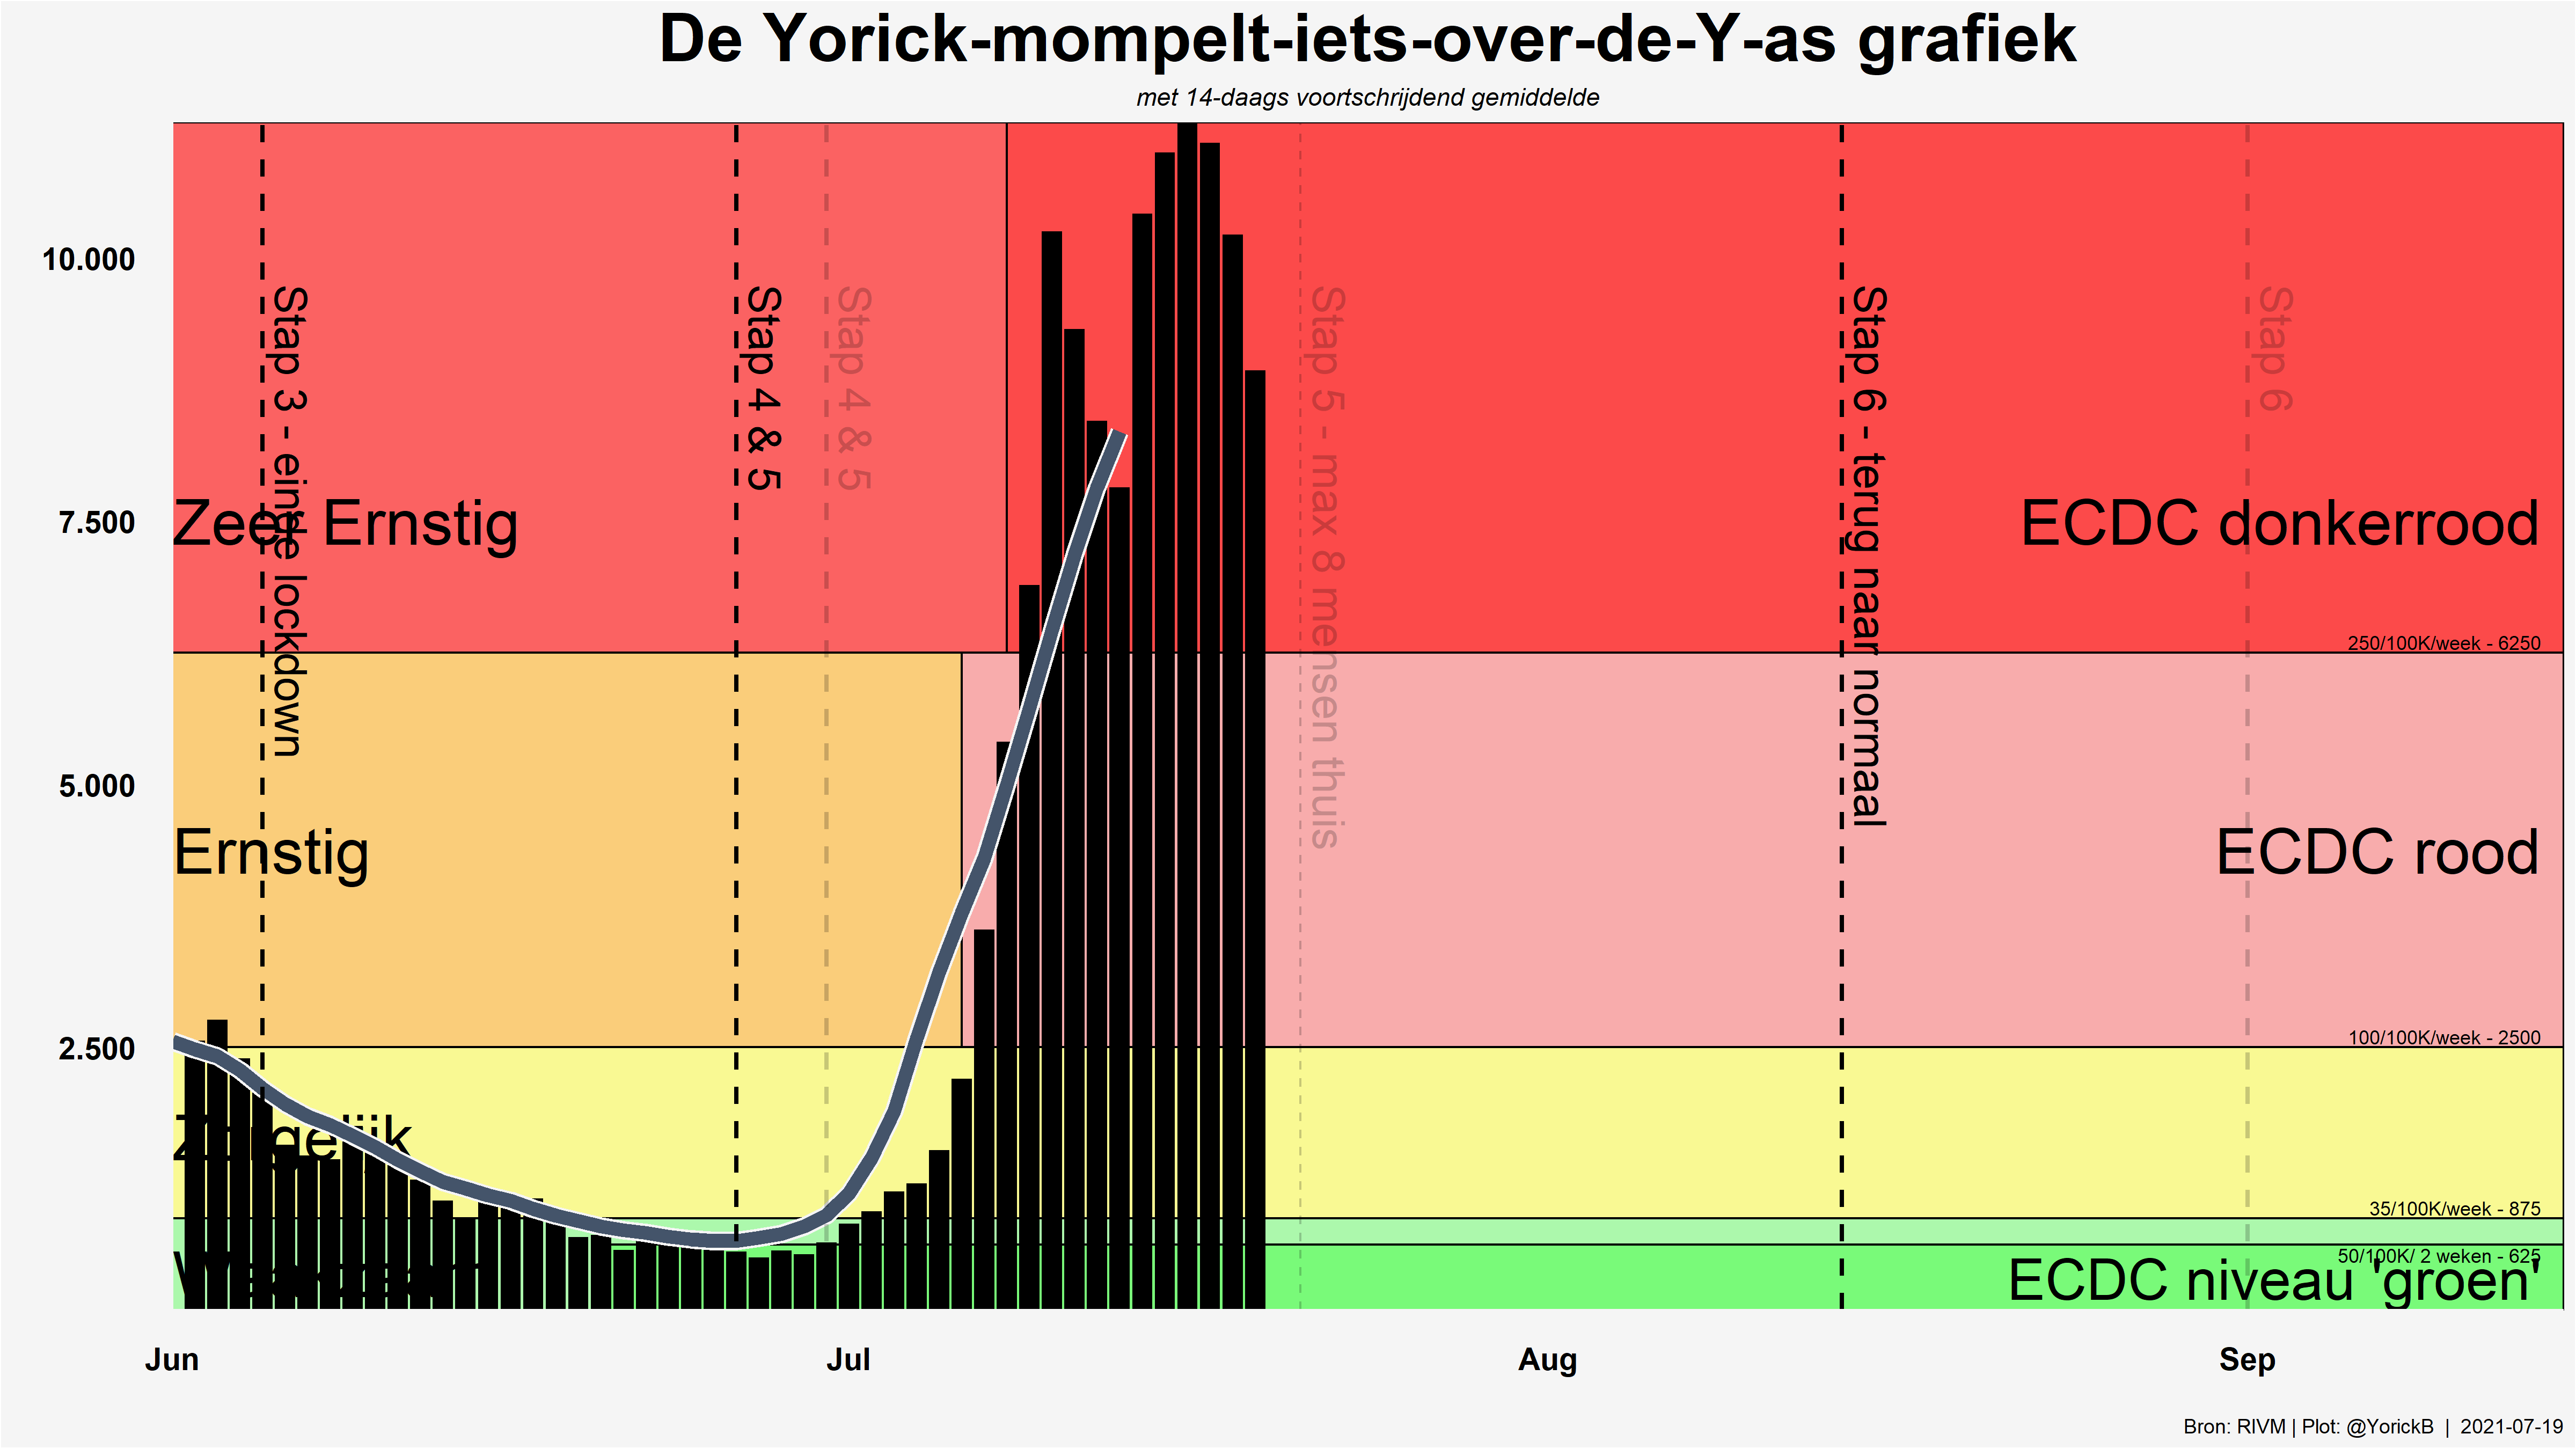 De Yorick-mompelt-iets-over-de-Y-as grafiek
met 14-daags voortschrijdend gemiddelde
10.000
7.500
5.000
2.500
Stap 3 - einde lockdown
Stap 4 & 5
Stap 4 & 5
Stap 5 - max 8 mensen thuis
Stap 6 - terug naar normaal
Stap 6
Zeer Ernstig
ECDC donkerrood
250/100K/week - 6250
Ernstig
ECDC rood
100/100K/week - 2500
Zorgelijk
35/100K/week - 875
50/100K/ 2 weken - 625
ECDC niveau 'groen'
Jun
Jul
Aug
Sep
Bron: RIVM | Plot: @YorickB | 2021-07-19